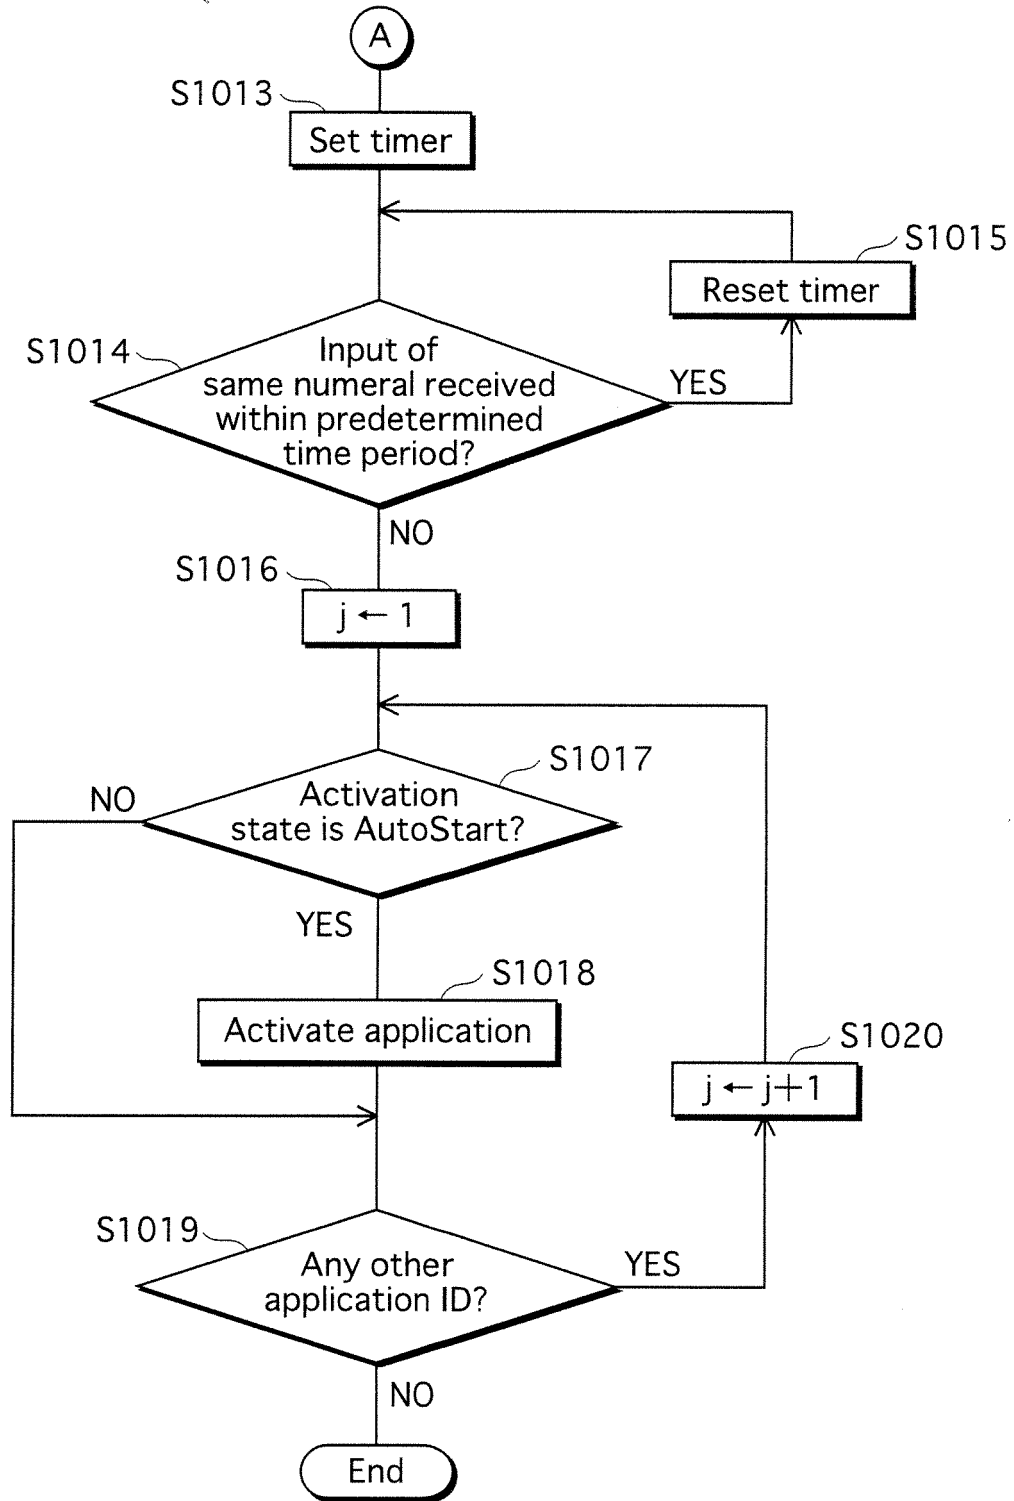 A
S1013
Set timer
S1015
Reset timer
S1014
Input of
same numeral received
within predetermined
time period?
YES
NO
S1016
j ← 1
S1017
NO
Activation
state is AutoStart?
YES
S1018
Activate application
S1020
j ← j+1
S1019
Any other
application ID?
YES
NO
End